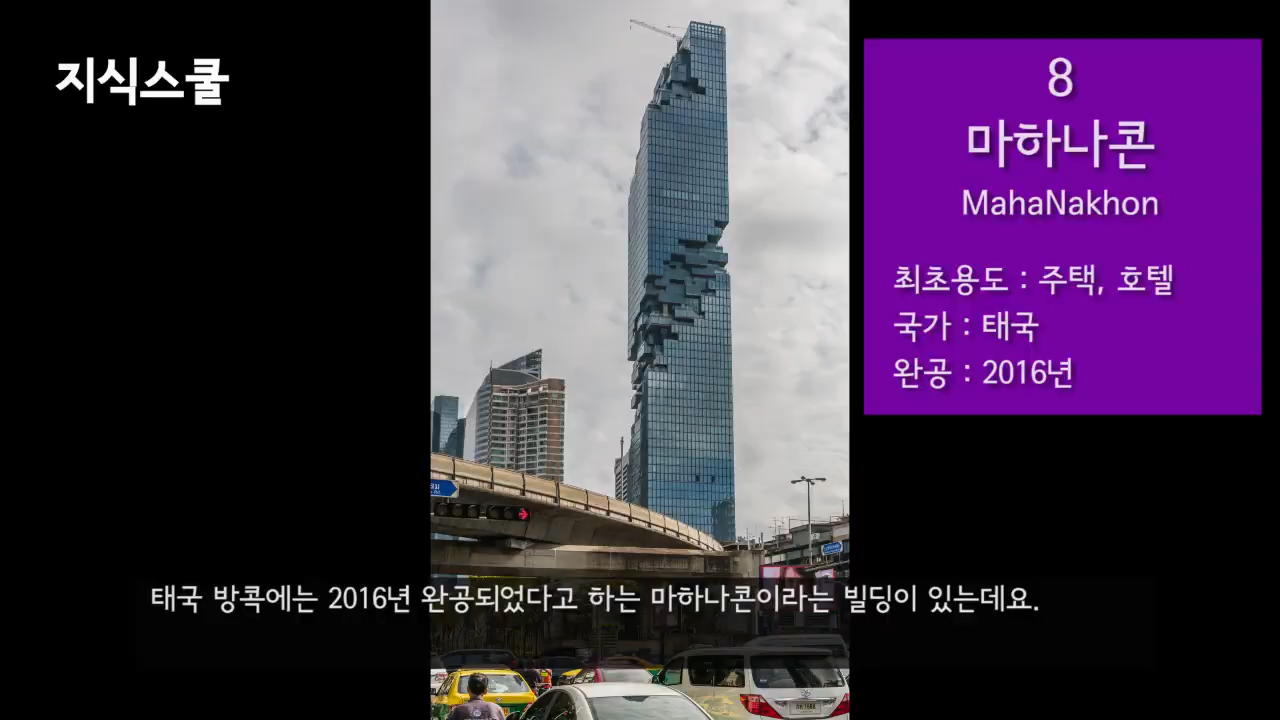 지식스쿨
8
마하나콘
MahaNakhon
최초용도 : 주택, 호텔
국가 : 태국
완공 : 2016년
태국 방콕에는 2016년 완공되었다고 하는 마하나콘이라는 빌딩이 있는데요.